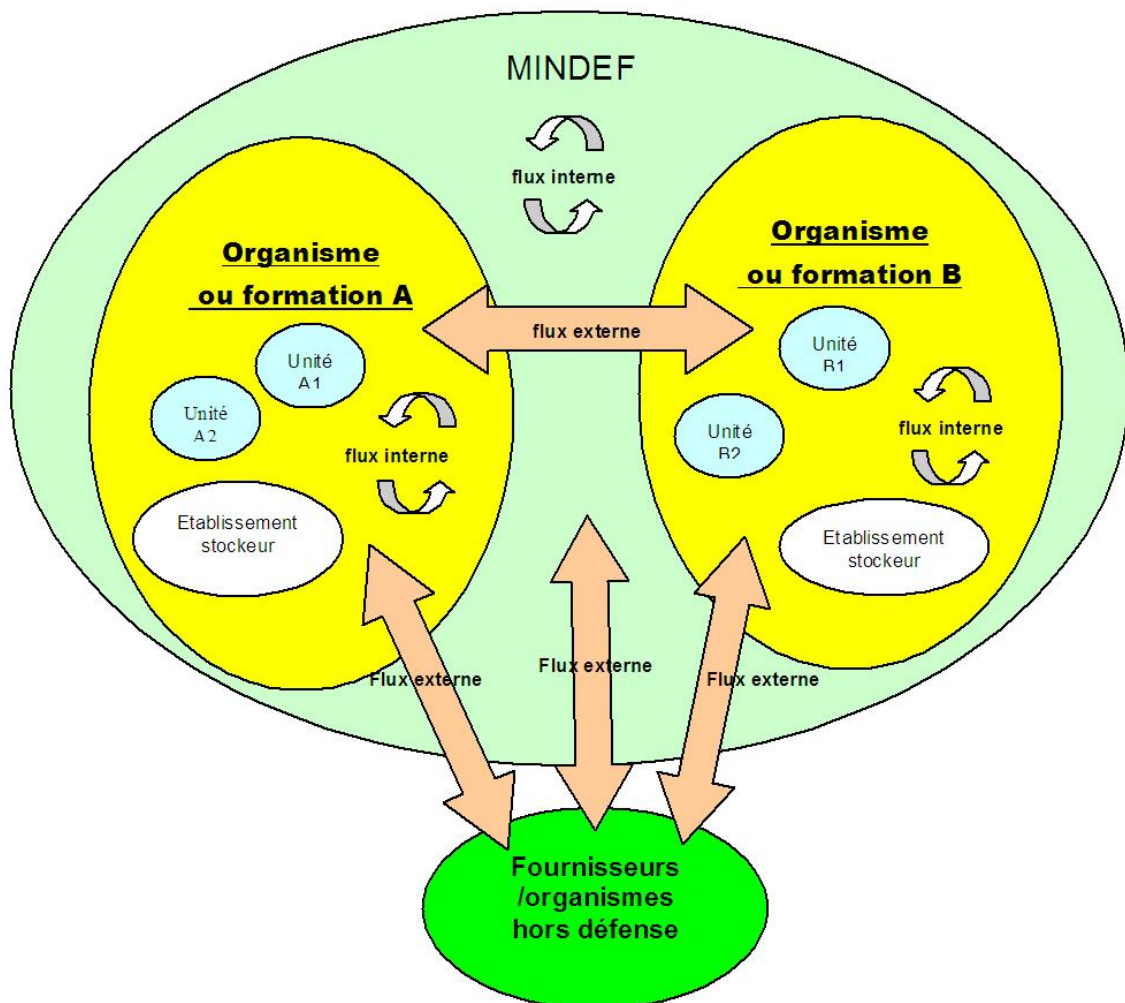 MINDEF
flux interne
Organisme
ou formation A
Organisme
ou formation B
flux externe
Unité
A1
Unité
A2
flux interne
Etablissement
stockeur
Unité
B1
Unité
B2
flux interne
Etablissement
stockeur
Flux externe
Flux externe
Flux externe
Fournisseurs
/organismes
hors défense